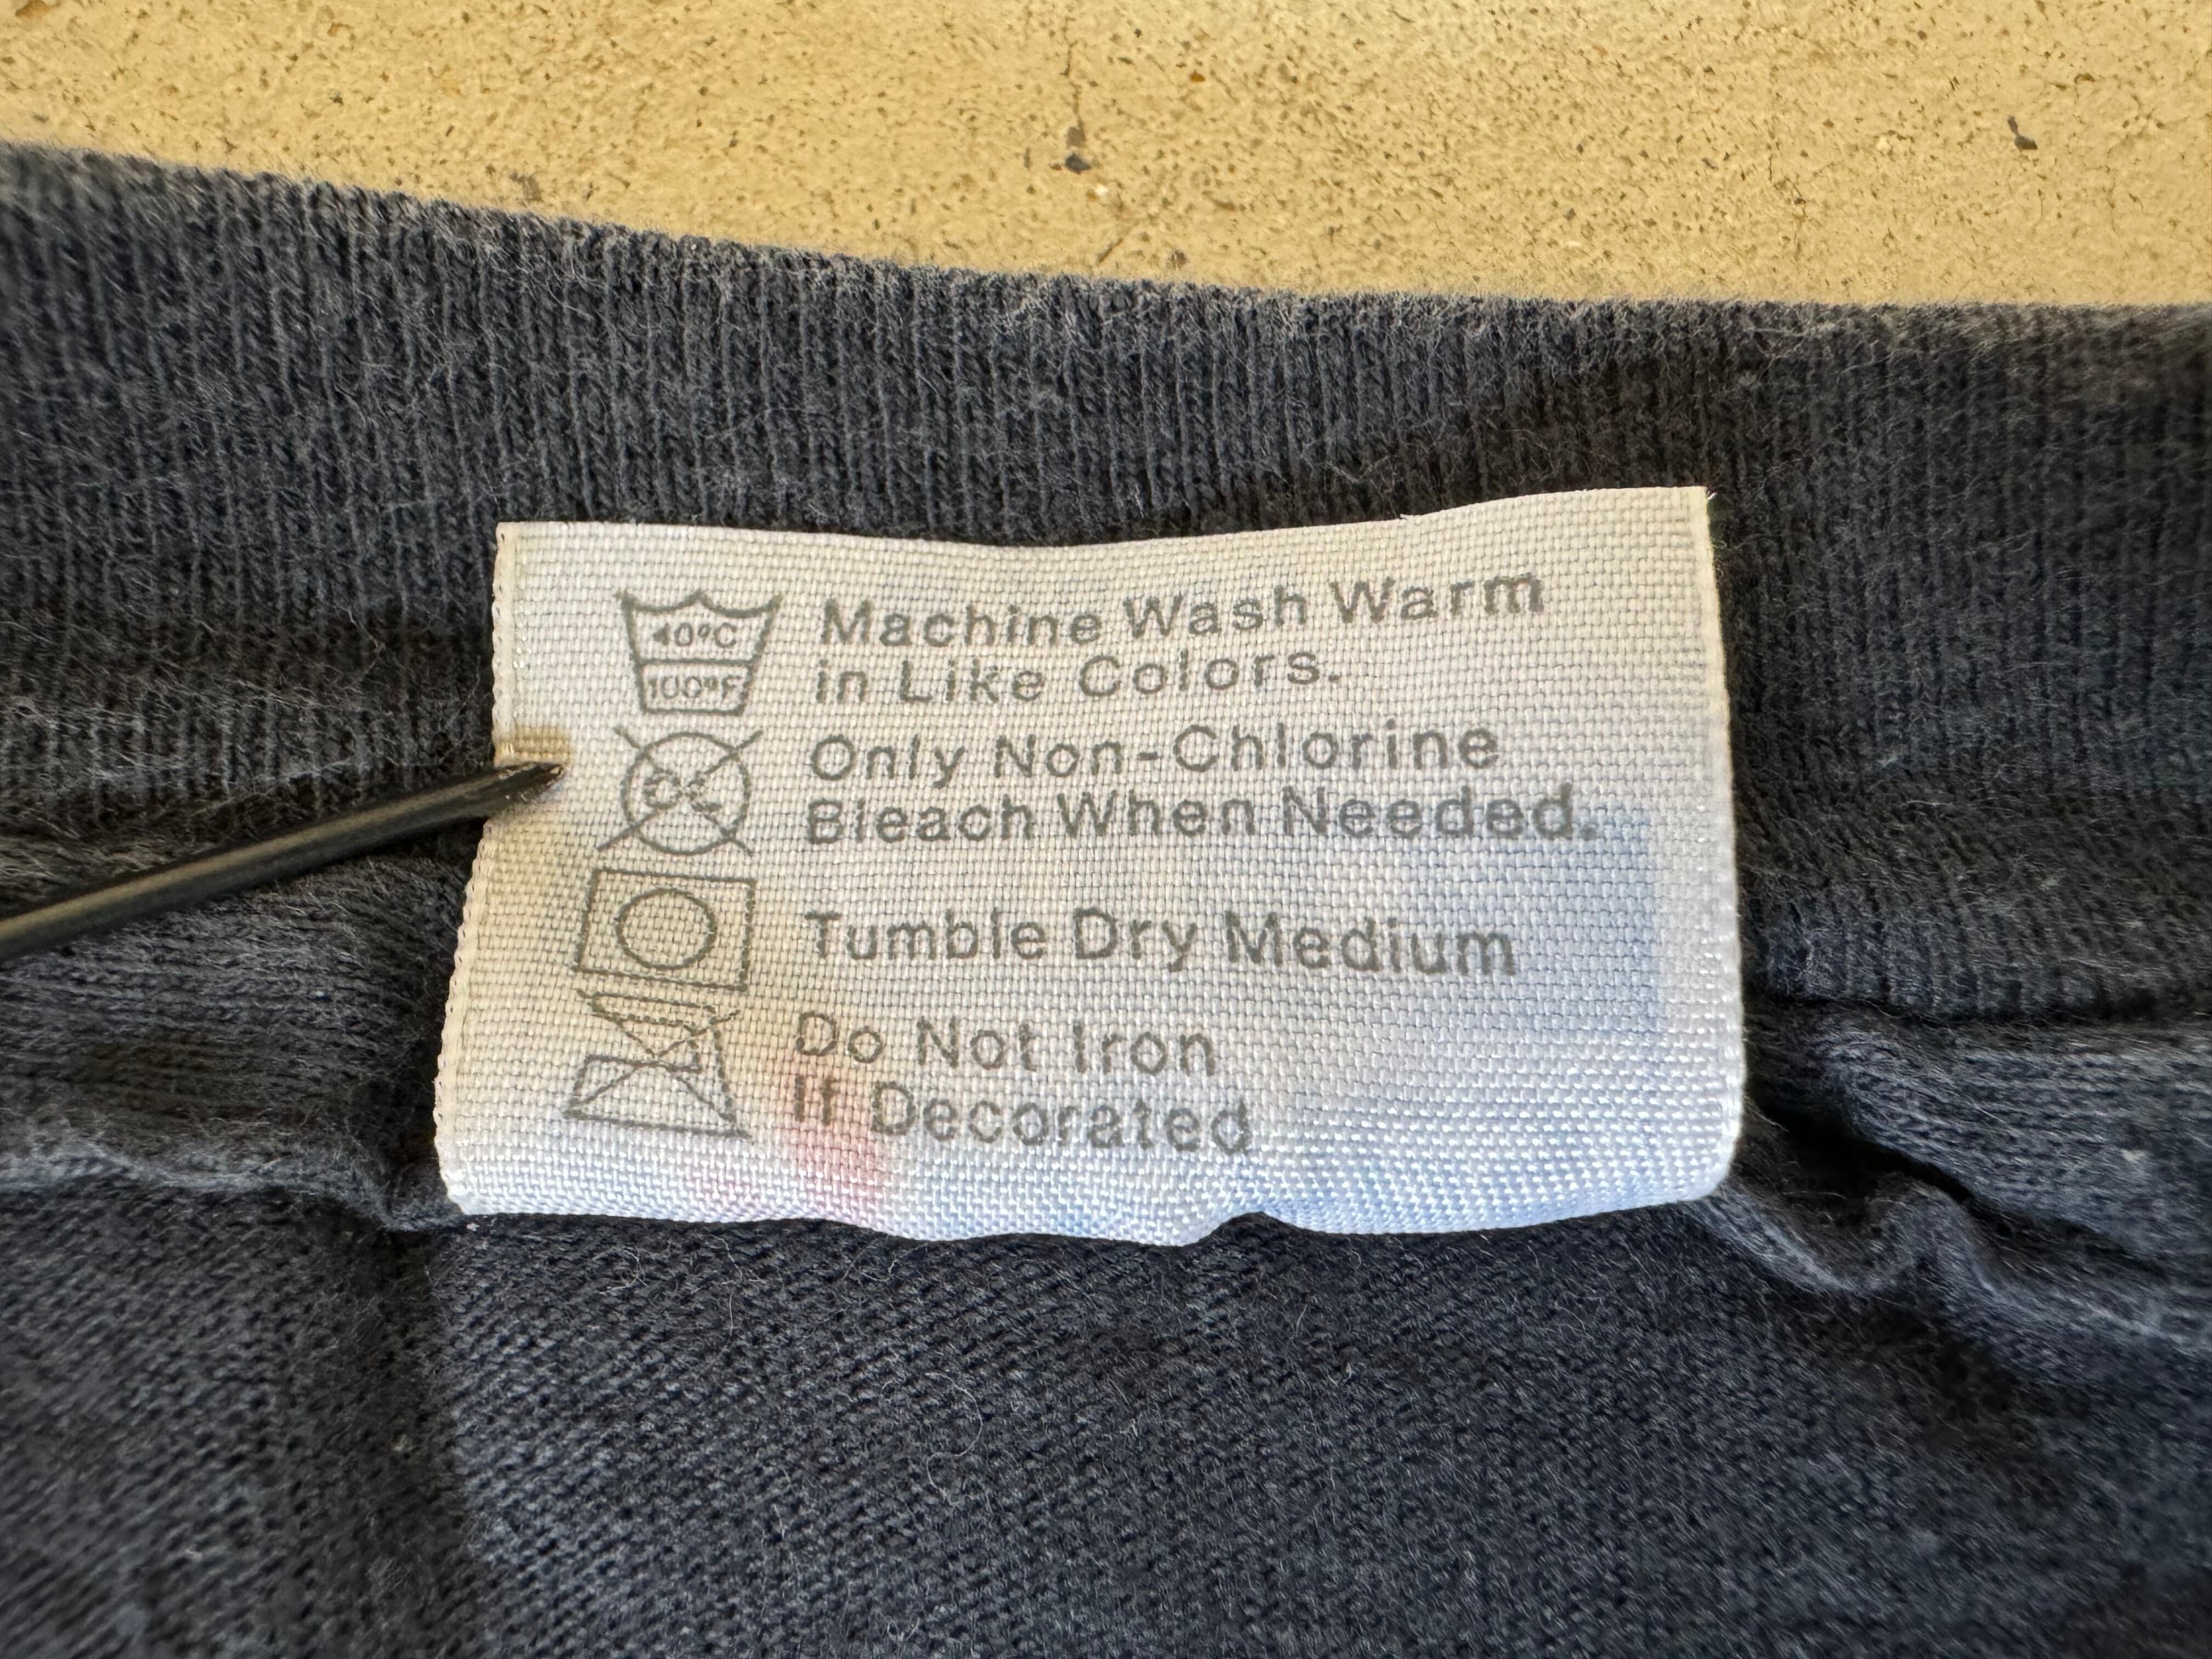 40°C
100°F
Machine Wash Warm
in Like Colors.
CL
Only Non-Chlorine
Bleach When Needed.
Tumble Dry Medium
Do Not Iron
If Decorated